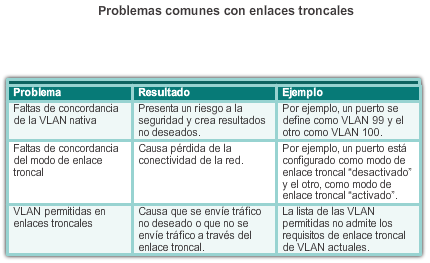 Problemas comunes con enlaces troncales
Problema Resultado Ejemplo
Faltas de concordancia
de la VLAN nativa
Presenta un riesgo a la
seguridad y crea resultados
no deseados.
Por ejemplo, un puerto se
define como VLAN 99 y el
otro como VLAN 100.
Faltas de concordancia
del modo de enlace
troncal
Causa pérdida de la
conectividad de la red.
Por ejemplo, un puerto está
configurado como modo de
enlace troncal “desactivado”
y el otro, como modo de
enlace troncal “activado”.
VLAN permitidas en
enlaces troncales
Causa que se envíe tráfico
no deseado o que no se
envíe tráfico a través del
enlace troncal.
La lista de las VLAN
permitidas no admite los
requisitos de enlace troncal
de VLAN actuales.